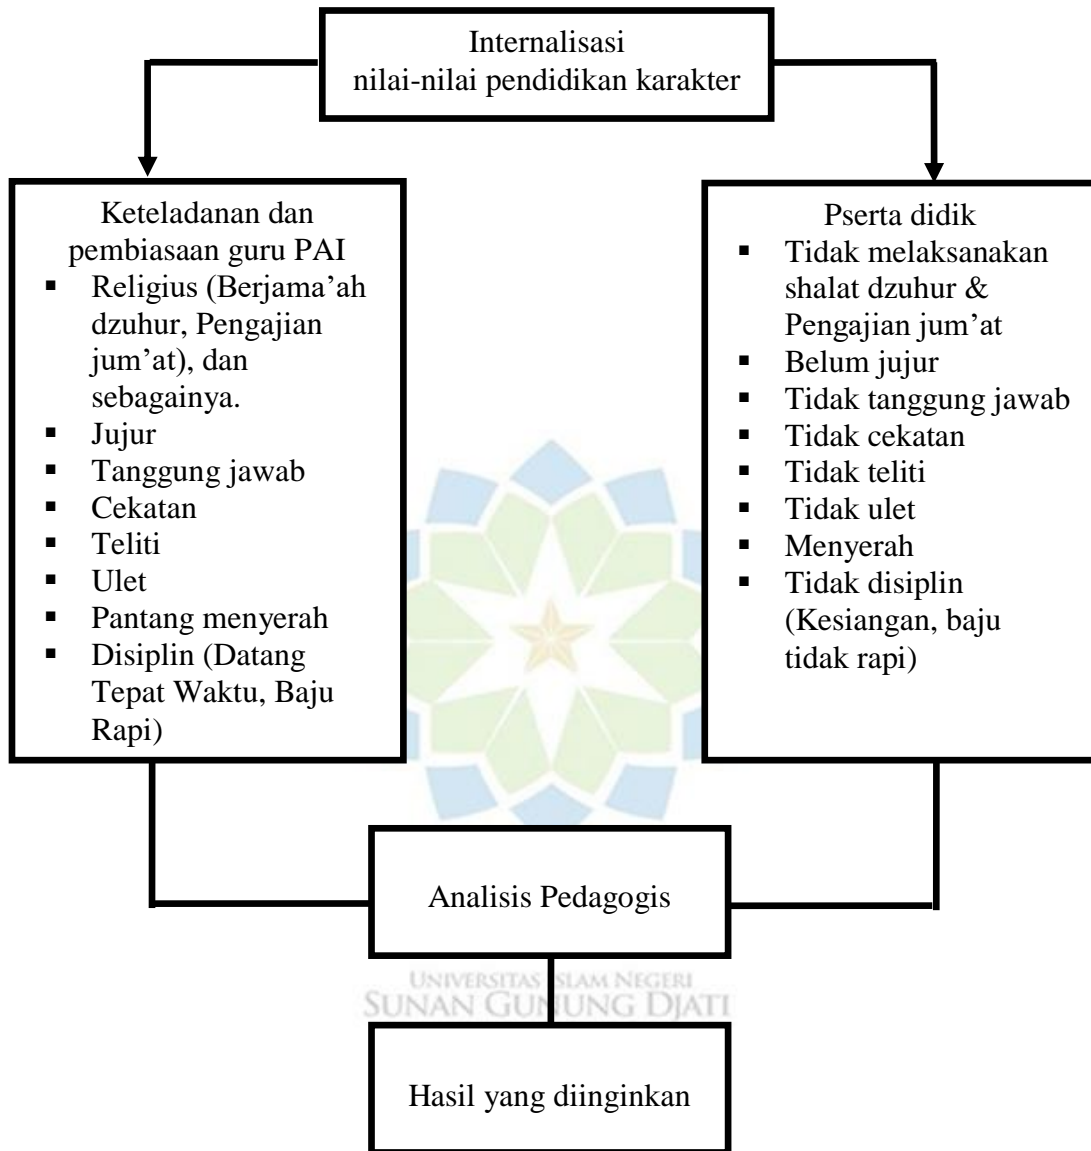 Internalisasi
nilai-nilai pendidikan karakter
Keteladanan dan
pembiasaan guru PAI
▪ Religius (Berjama’ah
dzuhur, Pengajian
jum’at), dan
sebagainya.
▪ Jujur
▪ Tanggung jawab
▪ Cekatan
▪ Teliti
▪ Ulet
▪ Pantang menyerah
▪ Disiplin (Datang
Tepat Waktu, Baju
Rapi)
Pserta didik
▪ Tidak melaksanakan
shalat dzuhur &
Pengajian jum’at
▪ Belum jujur
▪ Tidak tanggung jawab
▪ Tidak cekatan
▪ Tidak teliti
▪ Tidak ulet
▪ Menyerah
▪ Tidak disiplin
(Kesiangan, baju
tidak rapi)
Analisis Pedagogis
UNIVERSITAS ISLAM NEGERI
SUNAN GUNUNG DJATI
Hasil yang diinginkan